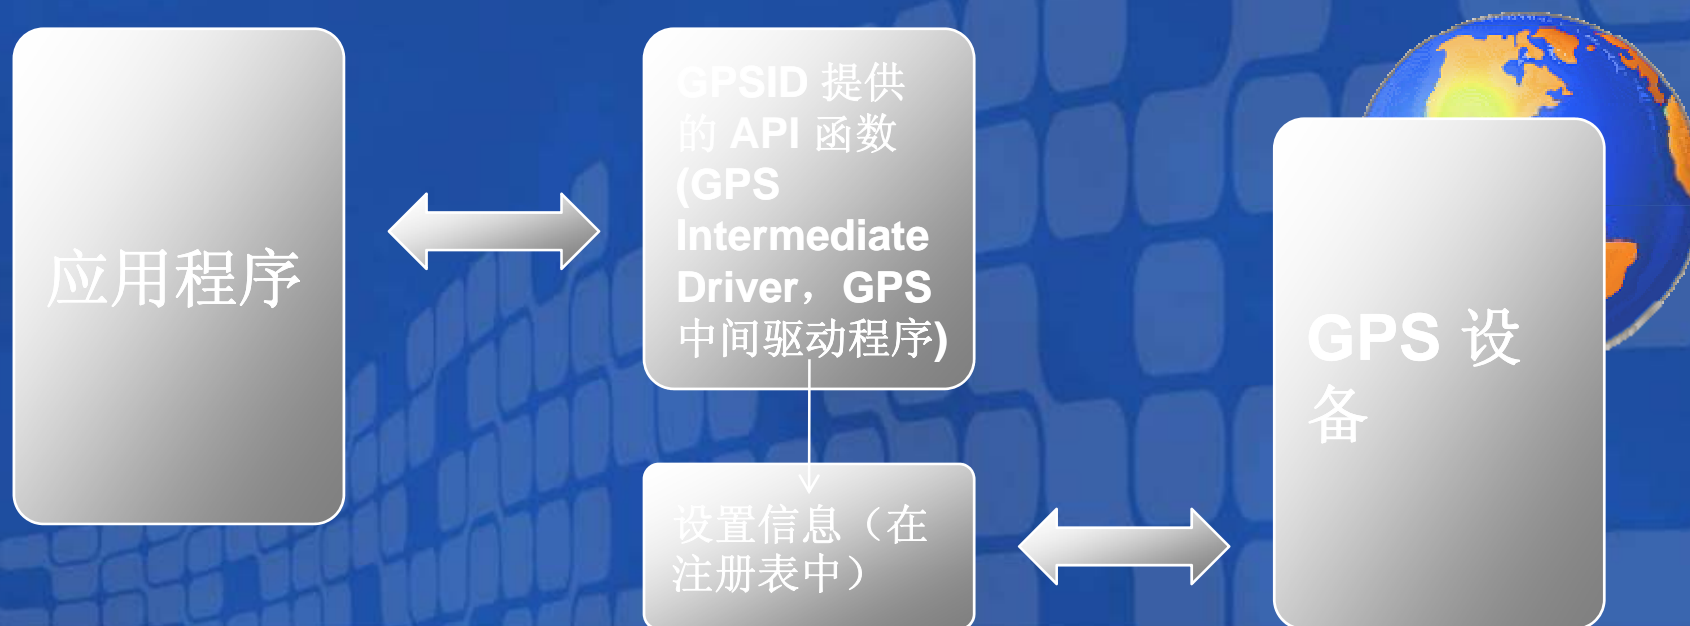 应用程序
GPSID 提供
的 API 函数
(GPS
Intermediate
Driver，GPS
中间驱动程序)
设置信息（在
注册表中）
GPS 设
备